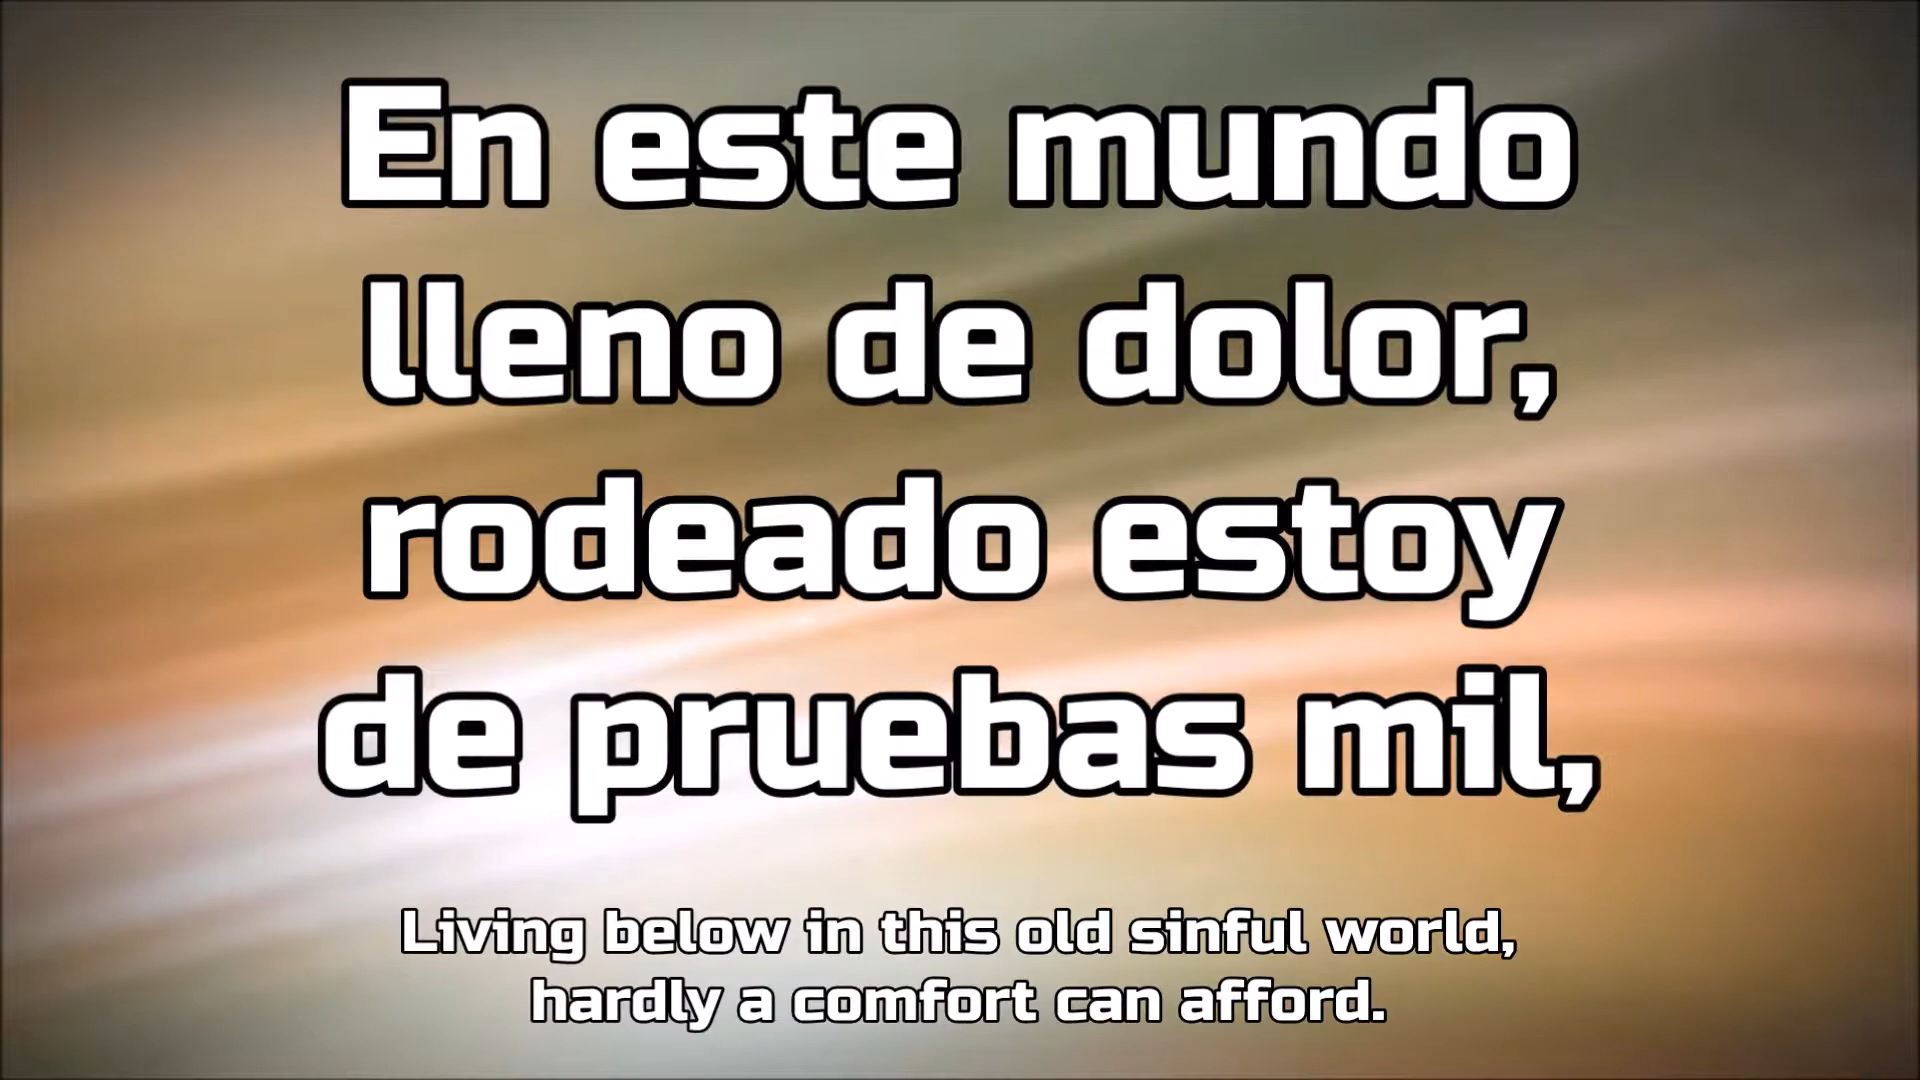 En este mundo
lleno de dolor,
rodeado estoy
de pruebas mil,
Living below in this old sinful world,
hardly a comfort can afford.